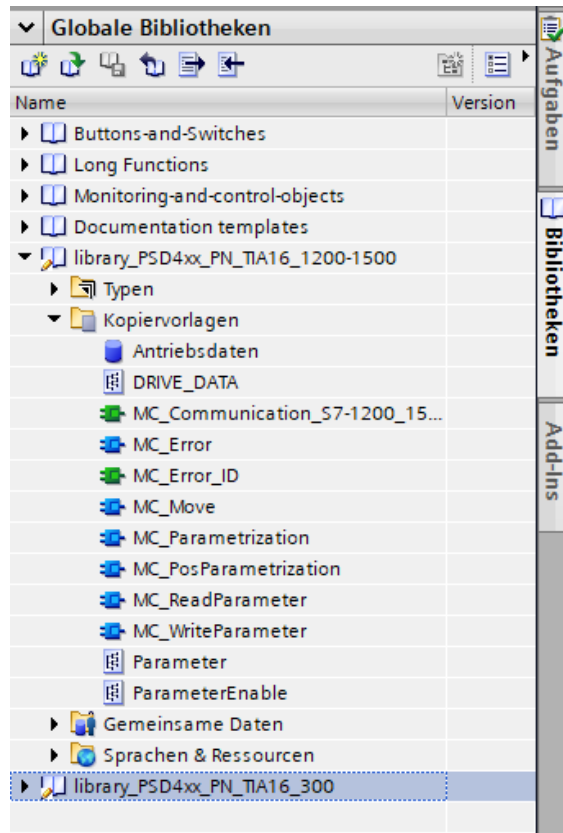 Globale Bibliotheken
Name Version
Buttons-and-Switches
Long Functions
Monitoring-and-control-objects
Documentation templates
library_PSD4xx_PN_TIA16_1200-1500
Typen
Kopiervorlagen
Antriebsdaten
DRIVE_DATA
MC_Communication_S7-1200_15...
MC_Error
MC_Error_ID
MC_Move
MC_Parametrization
MC_PosParametrization
MC_ReadParameter
MC_WriteParameter
Parameter
ParameterEnable
Gemeinsame Daten
Sprachen & Ressourcen
library_PSD4xx_PN_TIA16_300
Aufgaben
Bibliotheken
Add-Ins